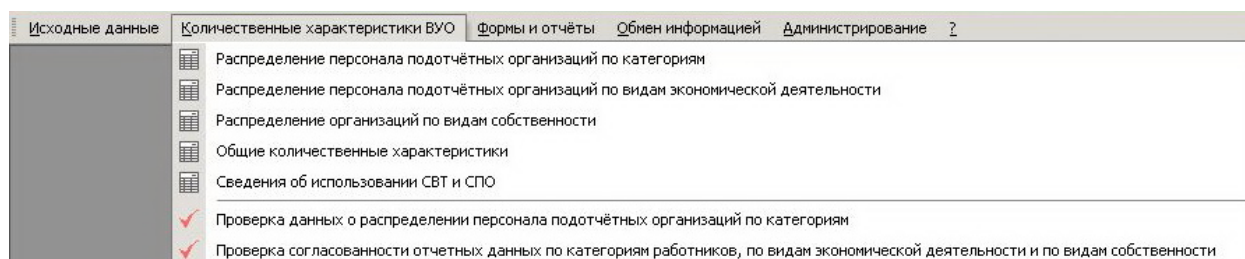 Исходные данные Количественные характеристики ВУО Формы и отчёты Обмен информацией Администрирование ?
Распределение персонала подотчётных организаций по категориям
Распределение персонала подотчётных организаций по видам экономической деятельности
Распределение организаций по видам собственности
Общие количественные характеристики
Сведения об использовании СВТ и СПО
Проверка данных о распределении персонала подотчётных организаций по категориям
Проверка согласованности отчетных данных по категориям работников, по видам экономической деятельности и по видам собственности